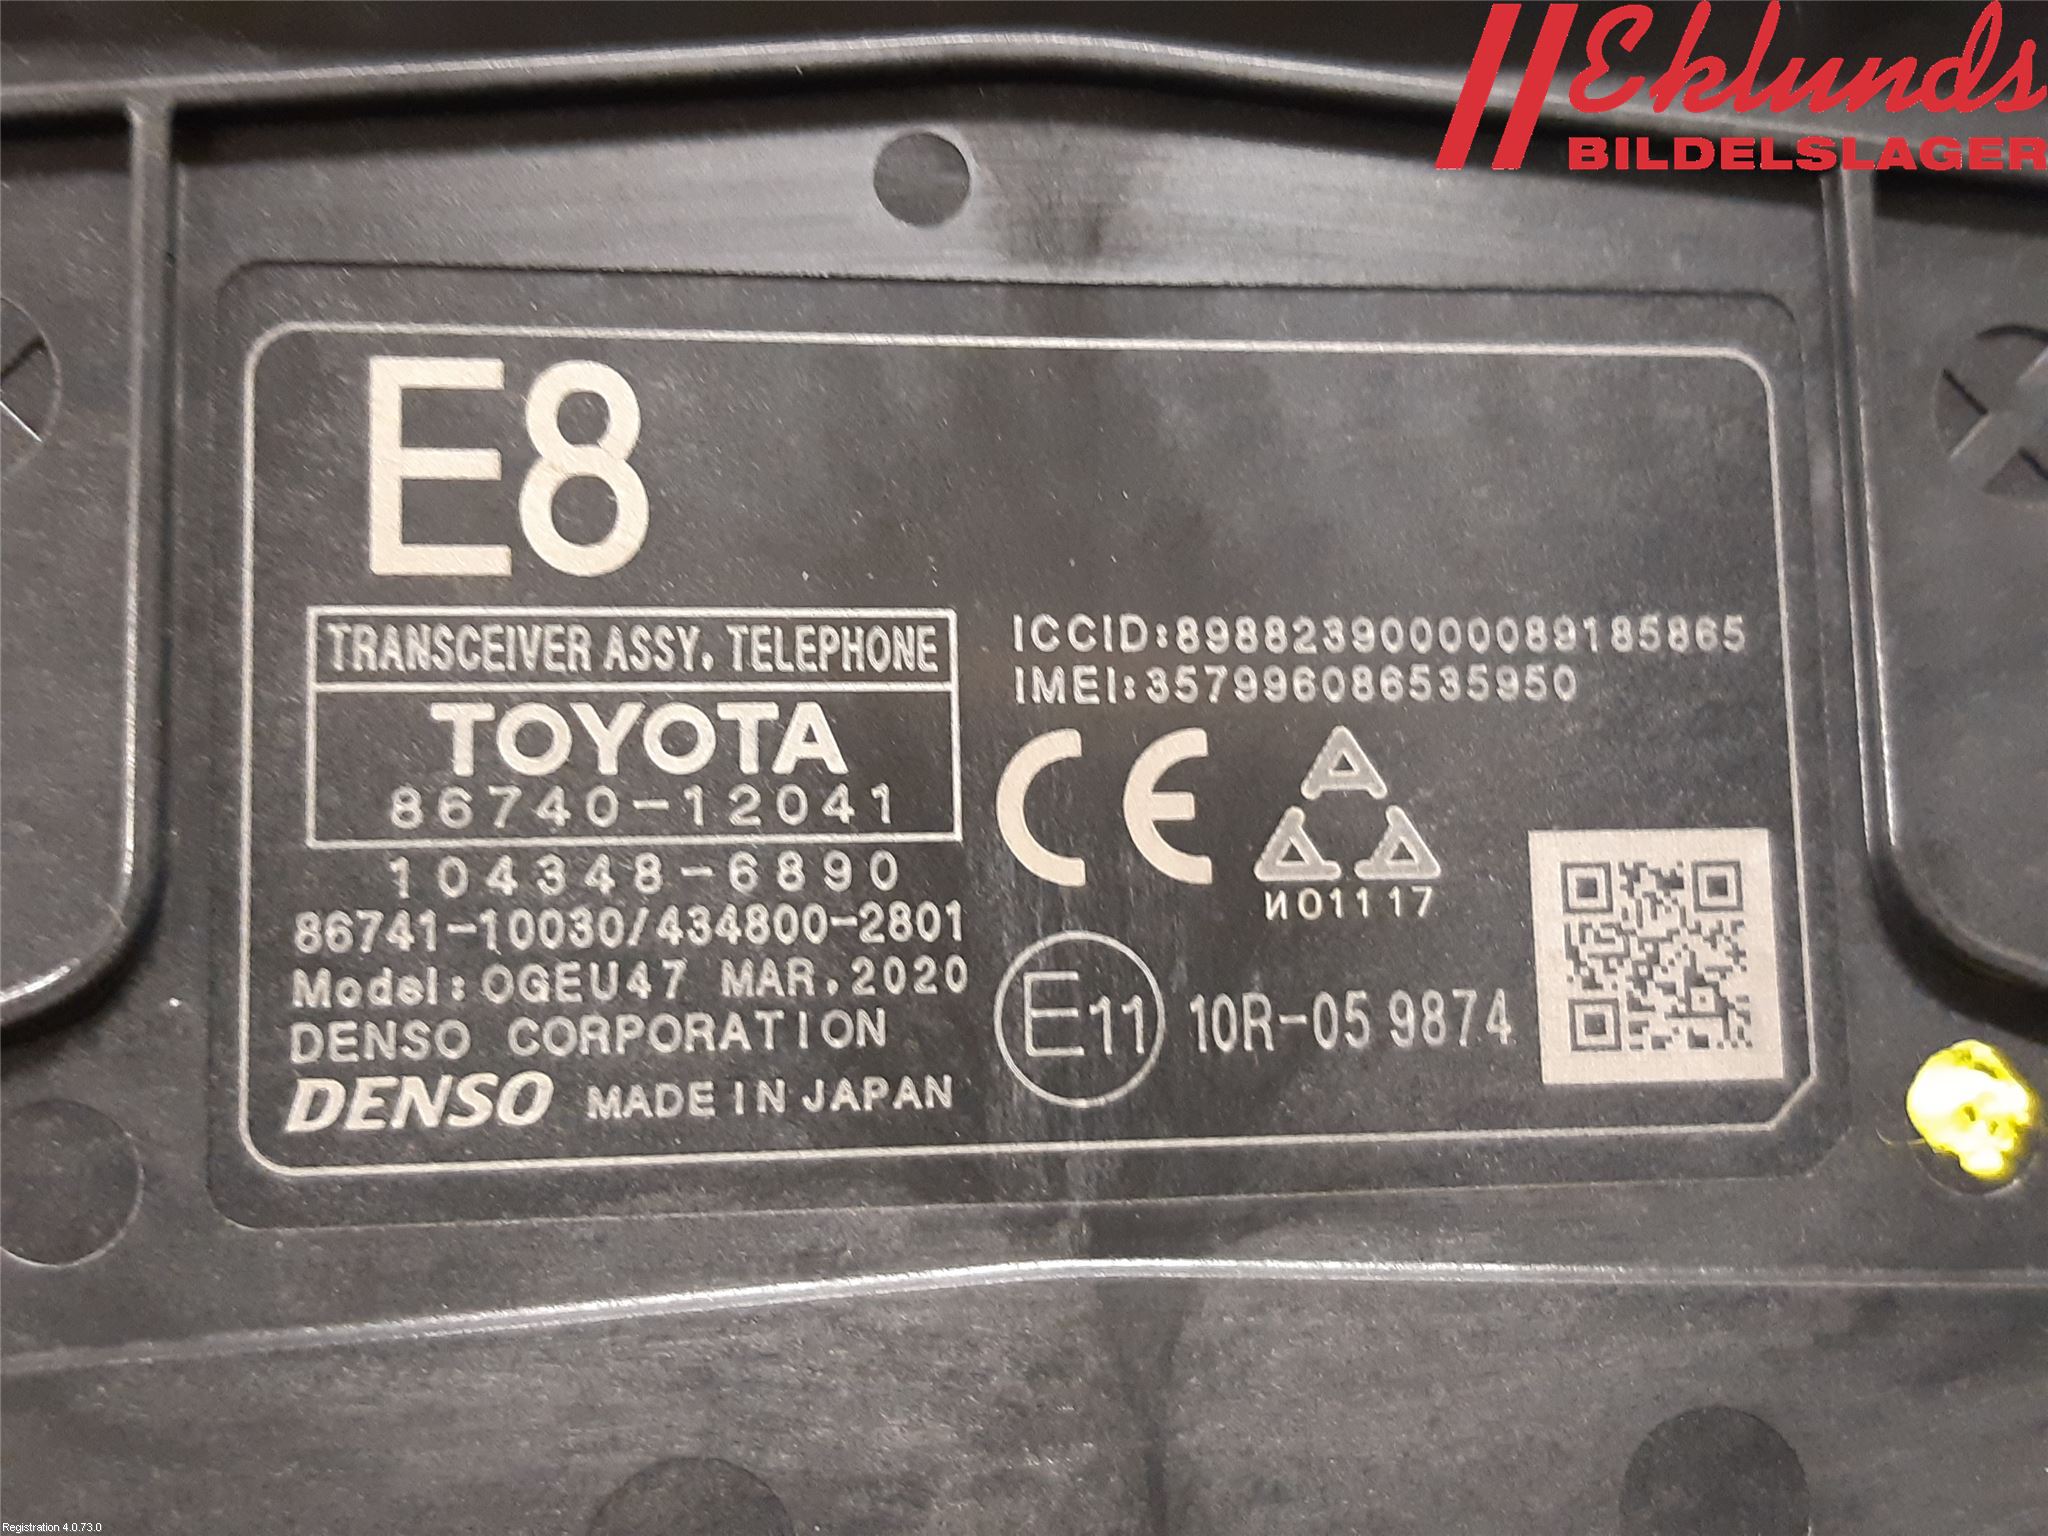 Eklunds
BILDELSLAGER
E8
TRANSCEIVER ASSY, TELEPHONE
TOYOTA
86740-12041
104348-6890
86741-10030/434800-2801
Model:OGEU47 MAR.2020
DENSO CORPORATION
DENSO MADE IN JAPAN
ICCID:89882390000089185865
IMEI:357996086535950
CE
И01117
E11 10R-05 9874
Registration 4.0.73.0